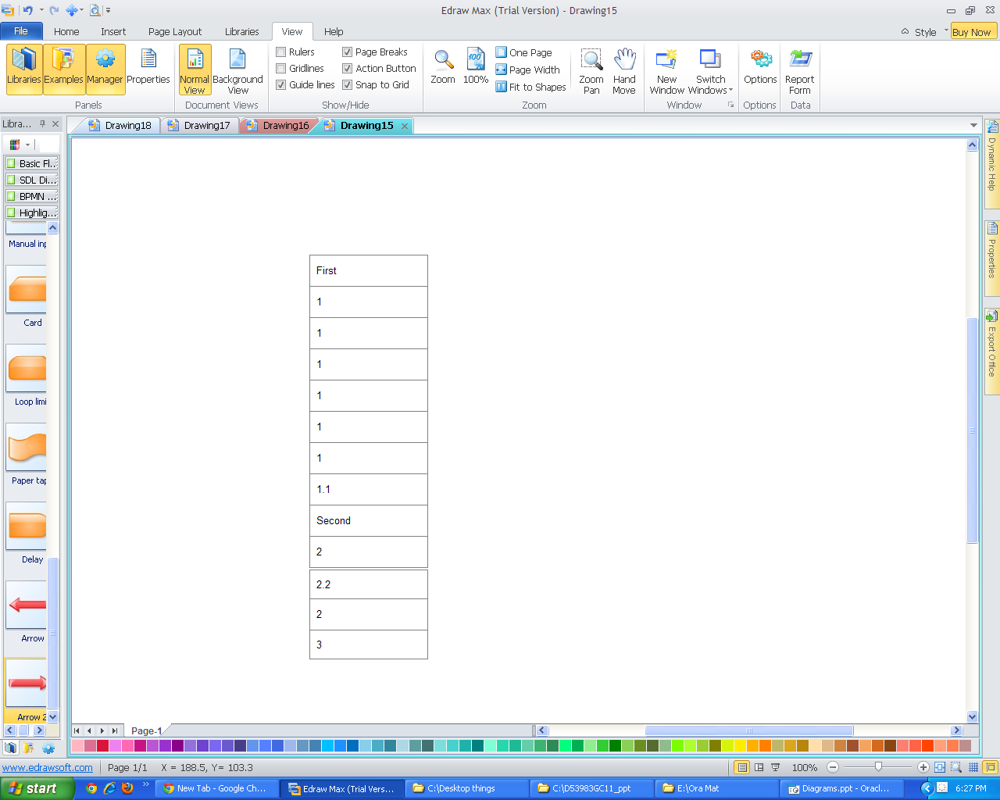 Edraw Max (Trial Version) - Drawing15
File Home Insert Page Layout Libraries View Help Style Buy Now
Libraries Examples Manager Properties
Panels
Normal View Background View
Document Views
Rulers Page Breaks
Gridlines Action Button
Guide lines Snap to Grid
Show/Hide
Zoom 100% One Page
Page Width
Fit to Shapes
Zoom Pan Hand Move
Zoom
New Window Switch Windows
Window
Options
Options
Report Form
Data
Libra...
Drawing18 Drawing17 Drawing16 Drawing15
Basic Fl...
SDL Di...
BPMN ...
Highlig...
Manual inp
Card
Loop limi
Paper tap
Delay
Arrow
Arrow 2
First
1
1
1
1
1
1
1.1
Second
2
2.2
2
3
Dynamic Help
Properties
Export Office
Page-1
www.edrawsoft.com Page 1/1 X = 188.5, Y= 103.3 100%
start New Tab - Google Ch... Edraw Max (Trial Vers... C:\Desktop things C:\D53983GC11_ppt E:\Ora Mat Diagrams.ppt - Oracl... 6:27 PM